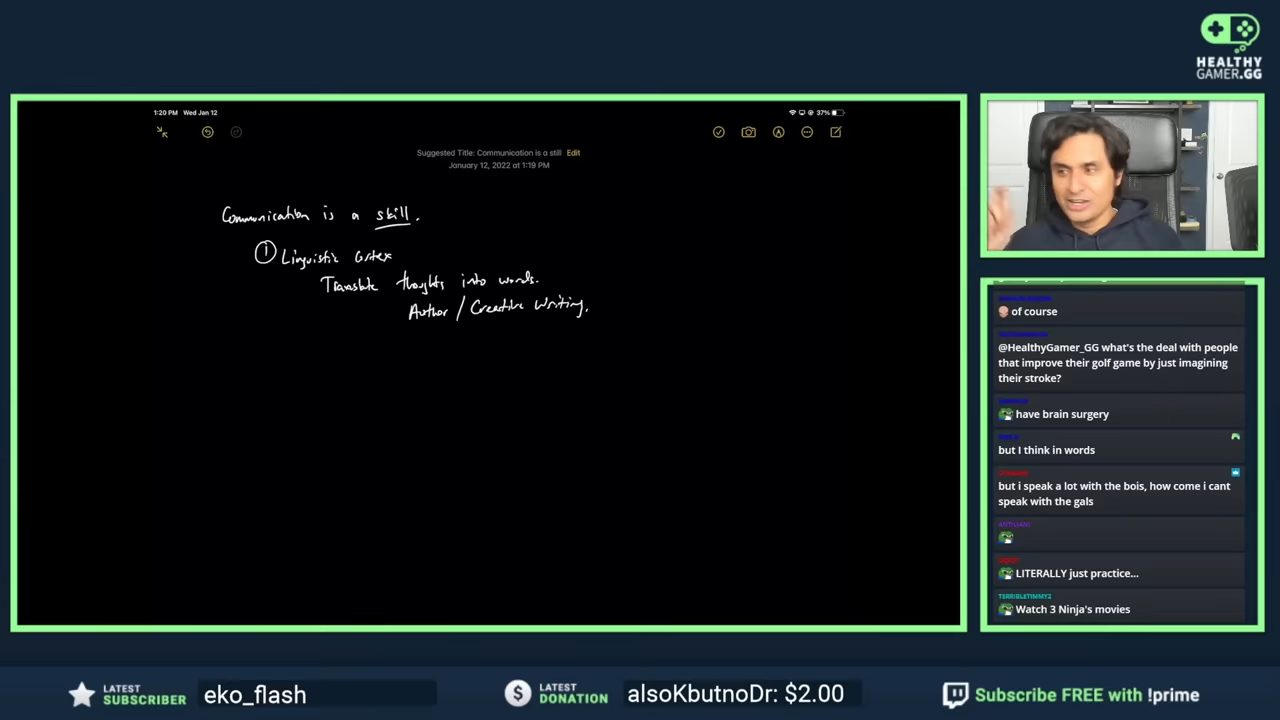 HEALTHY
GAMER.GG
1:20 PM Wed Jan 12
37%
Suggested Title: Communication is a still Edit
January 12, 2022 at 1:19 PM
Communication is a skill.
① Linguistic Cortex
Translate thoughts into words.
Author / Creative Writing.
of course
@HealthyGamer_GG what's the deal with people
that improve their golf game by just imagining
their stroke?
have brain surgery
but I think in words
but i speak a lot with the bois, how come i cant
speak with the gals
LITERALLY just practice...
TERRIBLETIMMY2
Watch 3 Ninja's movies
LATEST
SUBSCRIBER
eko_flash
LATEST
DONATION
alsoKbutnoDr: $2.00
Subscribe FREE with !prime